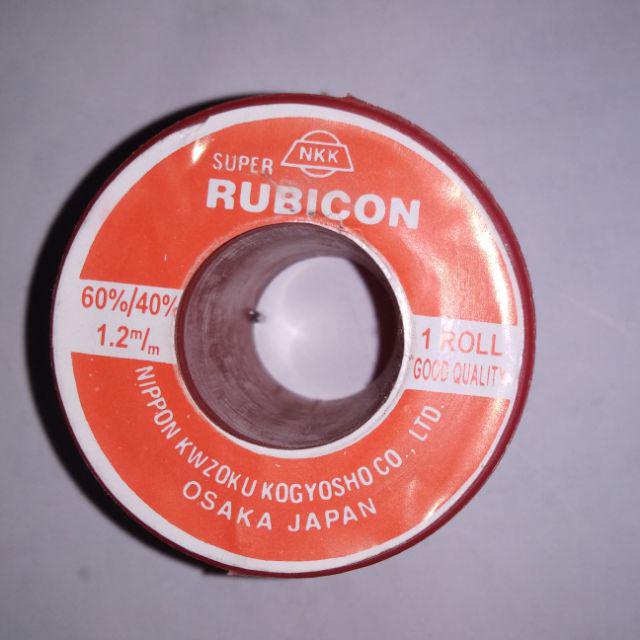 NKK
SUPER
RUBICON
60%/40%
1.2m/m
1 ROLL
GOOD QUALITY
NIPPON KWZOKU KOGYOSHO CO., LTD.
OSAKA JAPAN